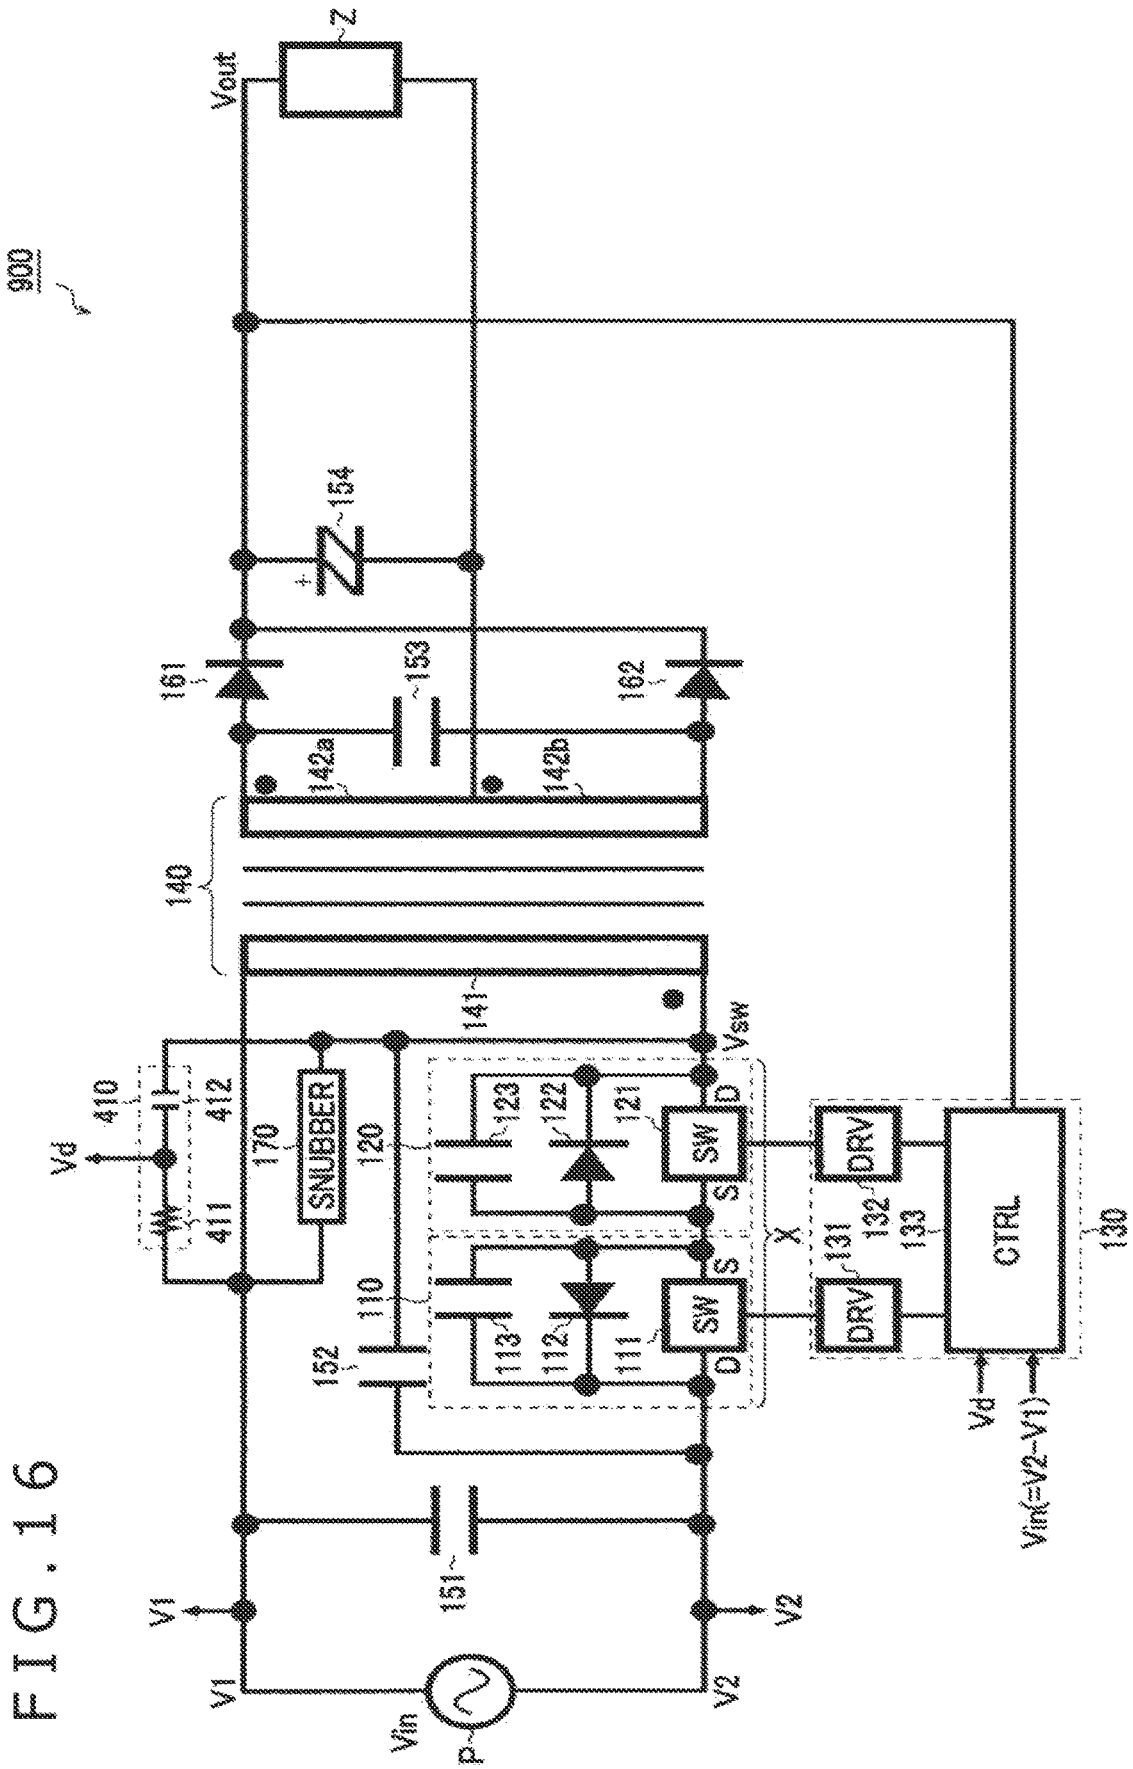 FIG.16
900
Vd
410
411
412
170
SNUBBER
140
161
142a
153
154
+
Vout
Z
V1
V1
Vin
P
151
152
110
113
112
111
SW
D
S
120
123
122
121
SW
S
D
X
Vsw
141
142b
162
V2
V2
131
DRV
132
DRV
133
CTRL
130
Vd
Vin(=V2-V1)